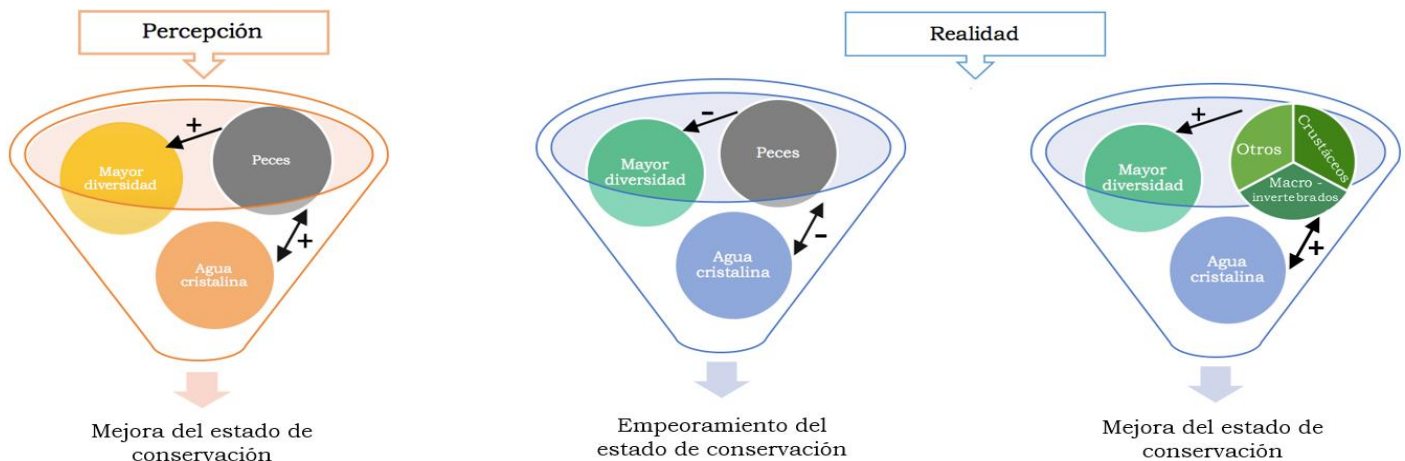 Percepción
Realidad
+
Mayor
diversidad
Peces
+
Agua
cristalina
Mejora del estado de
conservación
-
Mayor
diversidad
Peces
-
Agua
cristalina
Empeoramiento del
estado de conservación
+
Mayor
diversidad
Otros
Crustáceos
Macro -
invertebrados
+
Agua
cristalina
Mejora del estado de
conservación